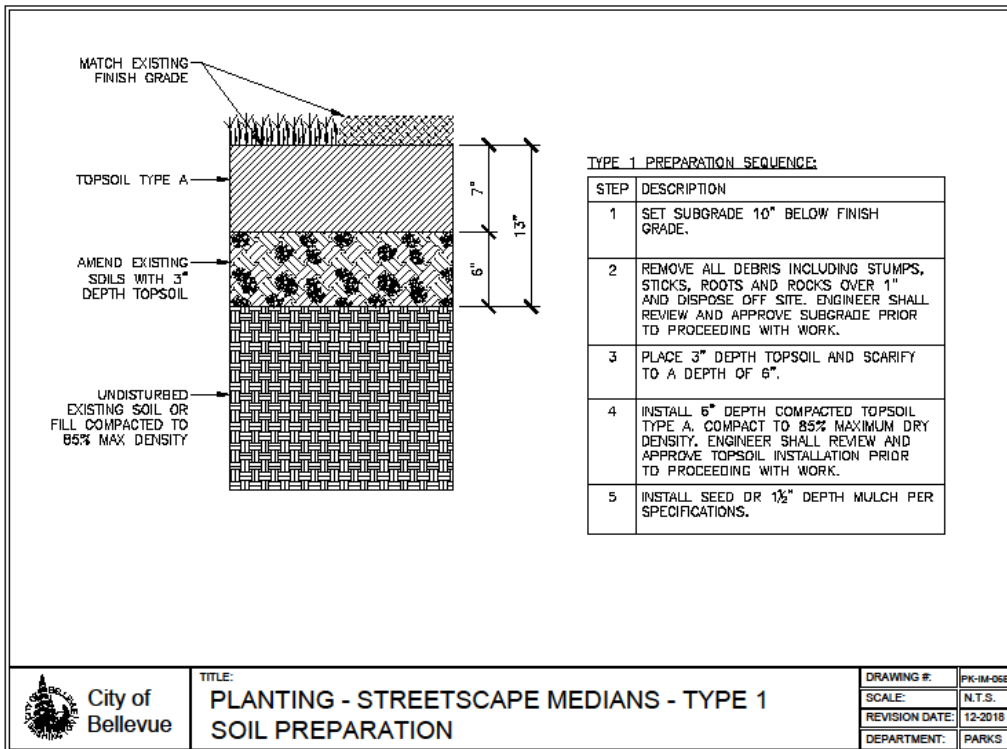 MATCH EXISTING
FINISH GRADE
TOPSOIL TYPE A
AMEND EXISTING
SOILS WITH 3"
DEPTH TOPSOIL
UNDISTURBED
EXISTING SOIL OR
FILL COMPACTED TO
85% MAX DENSITY
7"
6"
13"
TYPE 1 PREPARATION SEQUENCE:
STEP DESCRIPTION
1 SET SUBGRADE 10" BELOW FINISH
GRADE.
2 REMOVE ALL DEBRIS INCLUDING STUMPS,
STICKS, ROOTS AND ROCKS OVER 1"
AND DISPOSE OFF SITE. ENGINEER SHALL
REVIEW AND APPROVE SUBGRADE PRIOR
TO PROCEEDING WITH WORK.
3 PLACE 3" DEPTH TOPSOIL AND SCARIFY
TO A DEPTH OF 6".
4 INSTALL 6" DEPTH COMPACTED TOPSOIL
TYPE A. COMPACT TO 85% MAXIMUM DRY
DENSITY. ENGINEER SHALL REVIEW AND
APPROVE TOPSOIL INSTALLATION PRIOR
TO PROCEEDING WITH WORK.
5 INSTALL SEED OR 1½" DEPTH MULCH PER
SPECIFICATIONS.
City of
Bellevue
TITLE:
PLANTING - STREETSCAPE MEDIANS - TYPE 1
SOIL PREPARATION
DRAWING #:
SCALE: N.T.S.
REVISION DATE: 12-2018
DEPARTMENT: PARKS